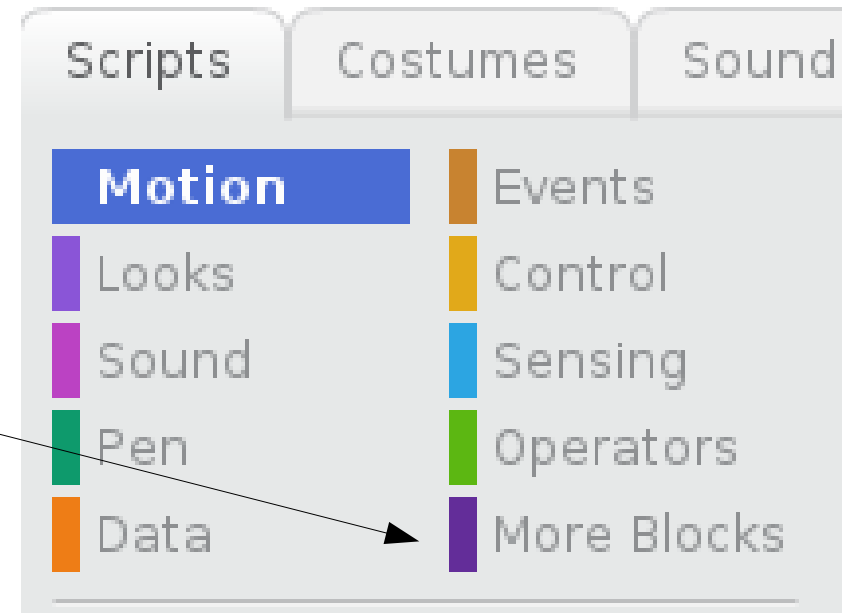 Scripts Costumes Sound
Motion Events
Looks Control
Sound Sensing
Pen Operators
Data More Blocks